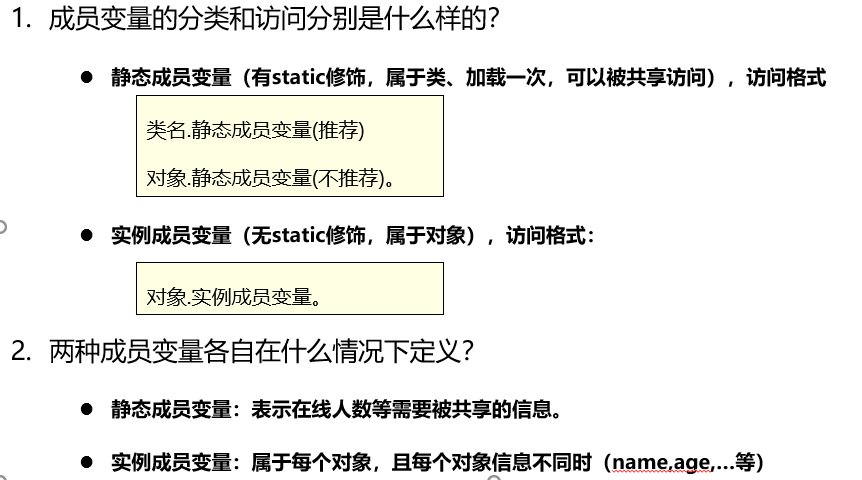 1. 成员变量的分类和访问分别是什么样的？
● 静态成员变量（有static修饰，属于类、加载一次，可以被共享访问），访问格式
类名.静态成员变量(推荐)
对象.静态成员变量(不推荐)。
● 实例成员变量（无static修饰，属于对象），访问格式：
对象.实例成员变量。
2. 两种成员变量各自在什么情况下定义？
● 静态成员变量：表示在线人数等需要被共享的信息。
● 实例成员变量：属于每个对象，且每个对象信息不同时（name,age,…等）